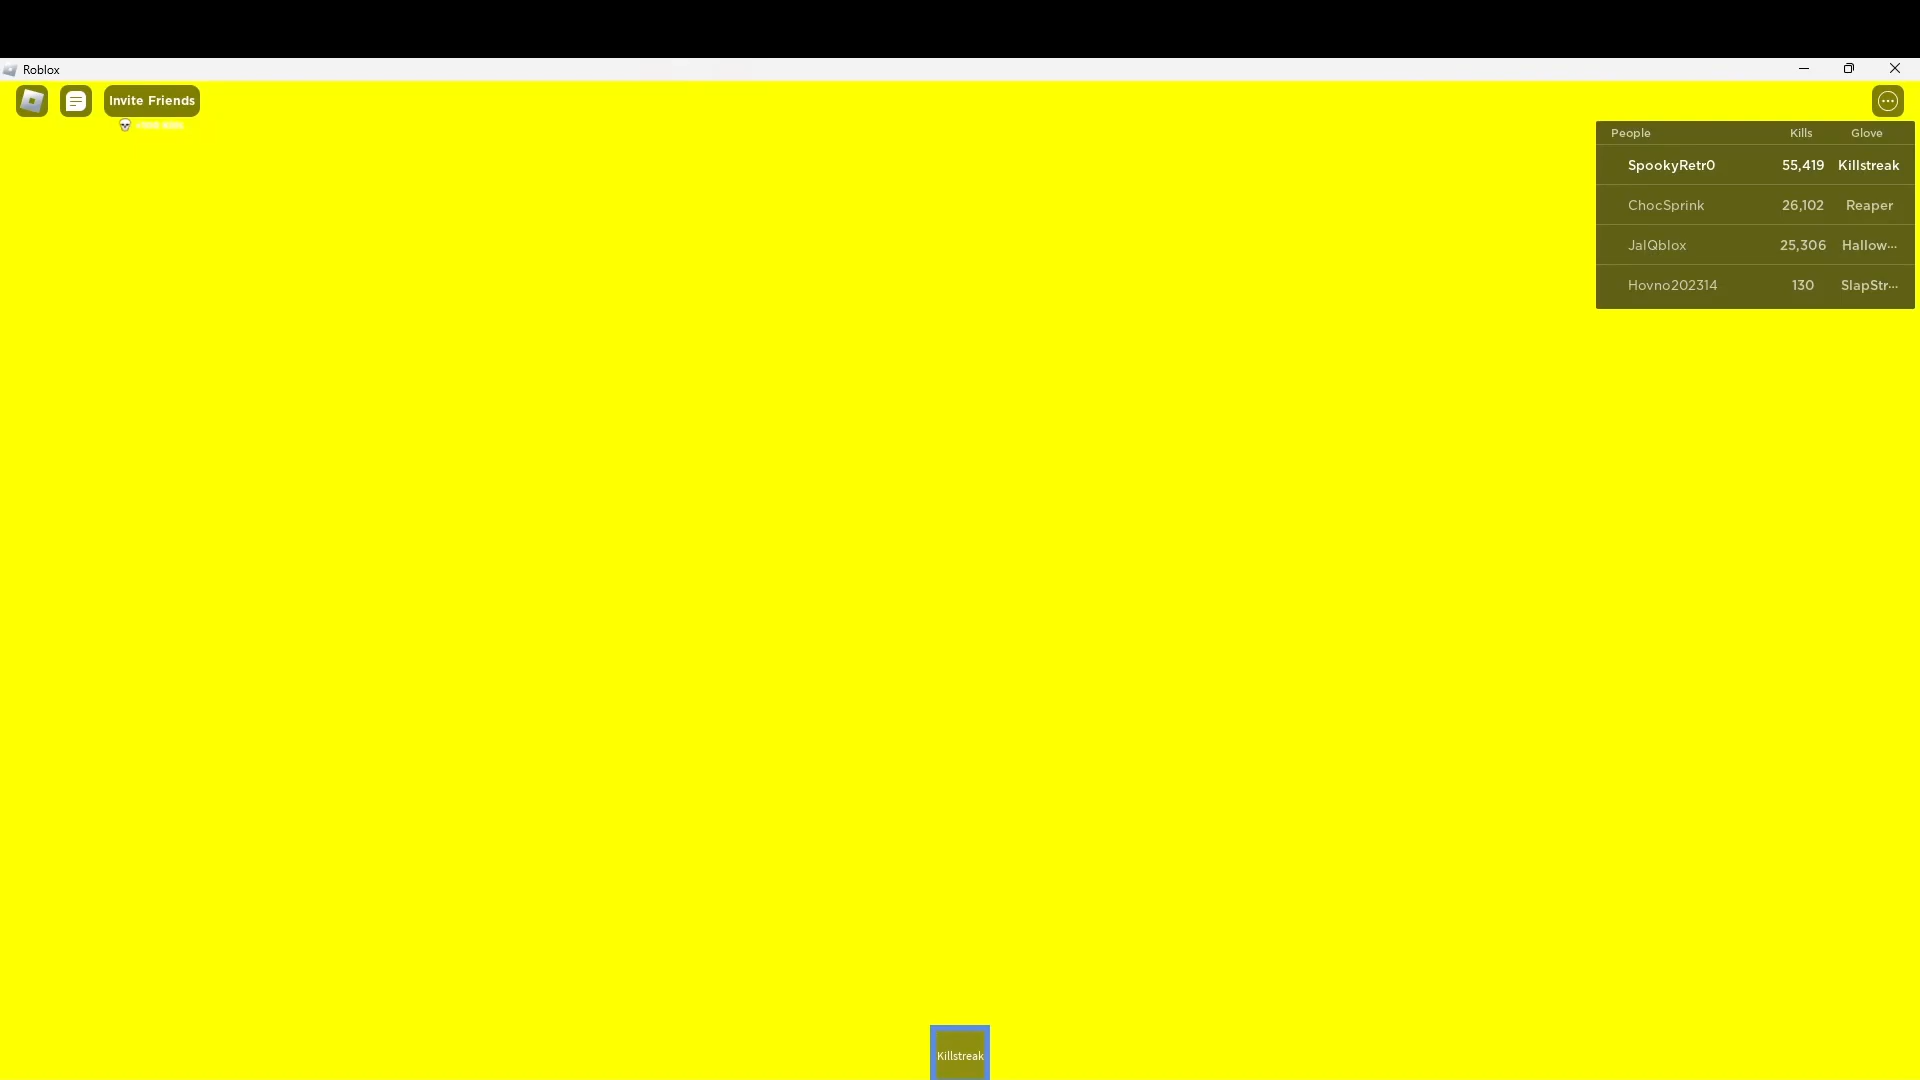 Roblox
Invite Friends
People Kills Glove
SpookyRetr0 55,419 Killstreak
ChocSprink 26,102 Reaper
JalQblox 25,306 Hallow...
Hovno202314 130 SlapStr...
Killstreak